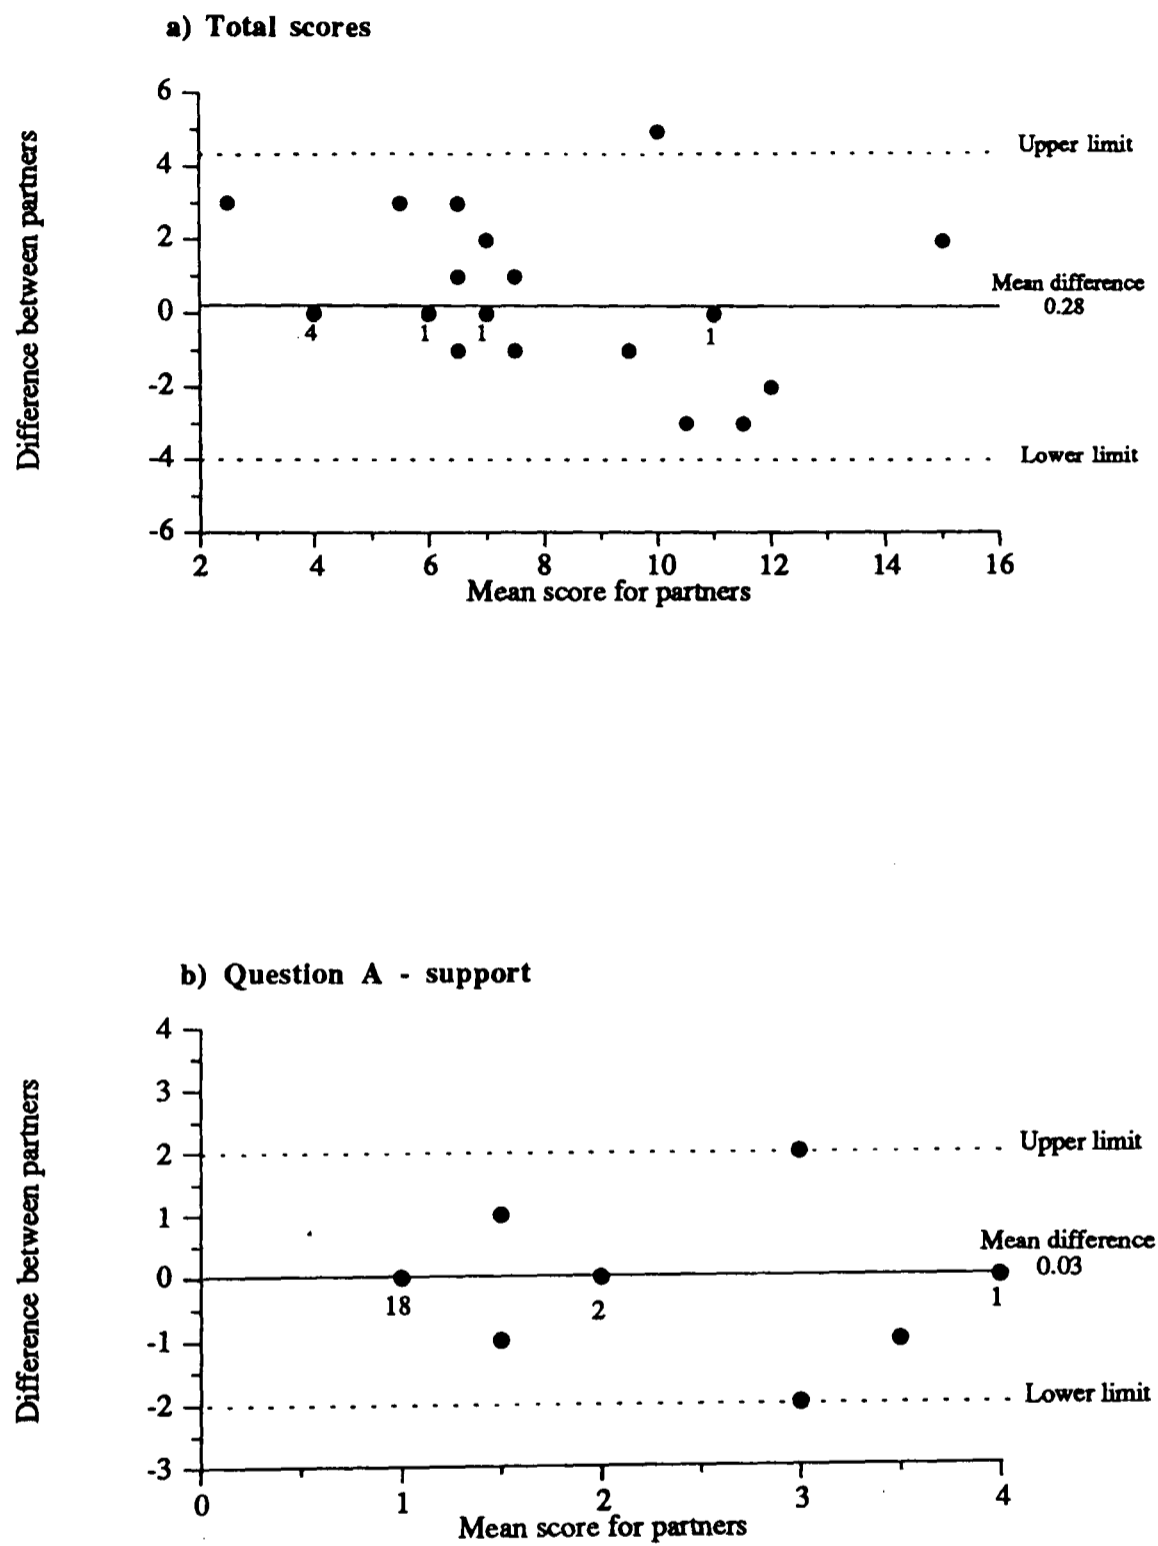 a) Total scores
6
Upper limit
4
2
Mean difference
0.28
0
4
1
1
1
-2
-4
Lower limit
-6
2 4 6 8 10 12 14 16
Mean score for partners
Difference between partners
b) Question A - support
4
3
2
Upper limit
1
Mean difference
0.03
0
18
2
1
-1
-2
Lower limit
-3
0 1 2 3 4
Mean score for partners
Difference between partners